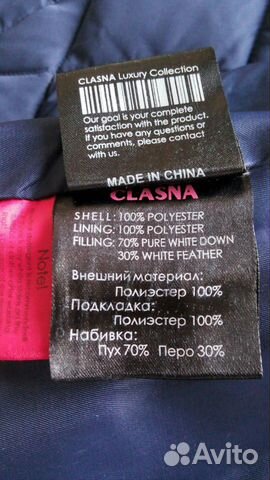 CLASNA Luxury Collection
Our goal is your complete
satisfaction with the product.
if you have any questions or
comments, please contact
with us.
MADE IN CHINA
CLASNA
SHELL: 100% POLYESTER
LINING: 100% POLYESTER
FILLING: 70% PURE WHITE DOWN
30% WHITE FEATHER
Внешний материал:
Полиэстер 100%
Подкладка:
Полиэстер 100%
Набивка:
Пух 70% Перо 30%
Note!
Avito